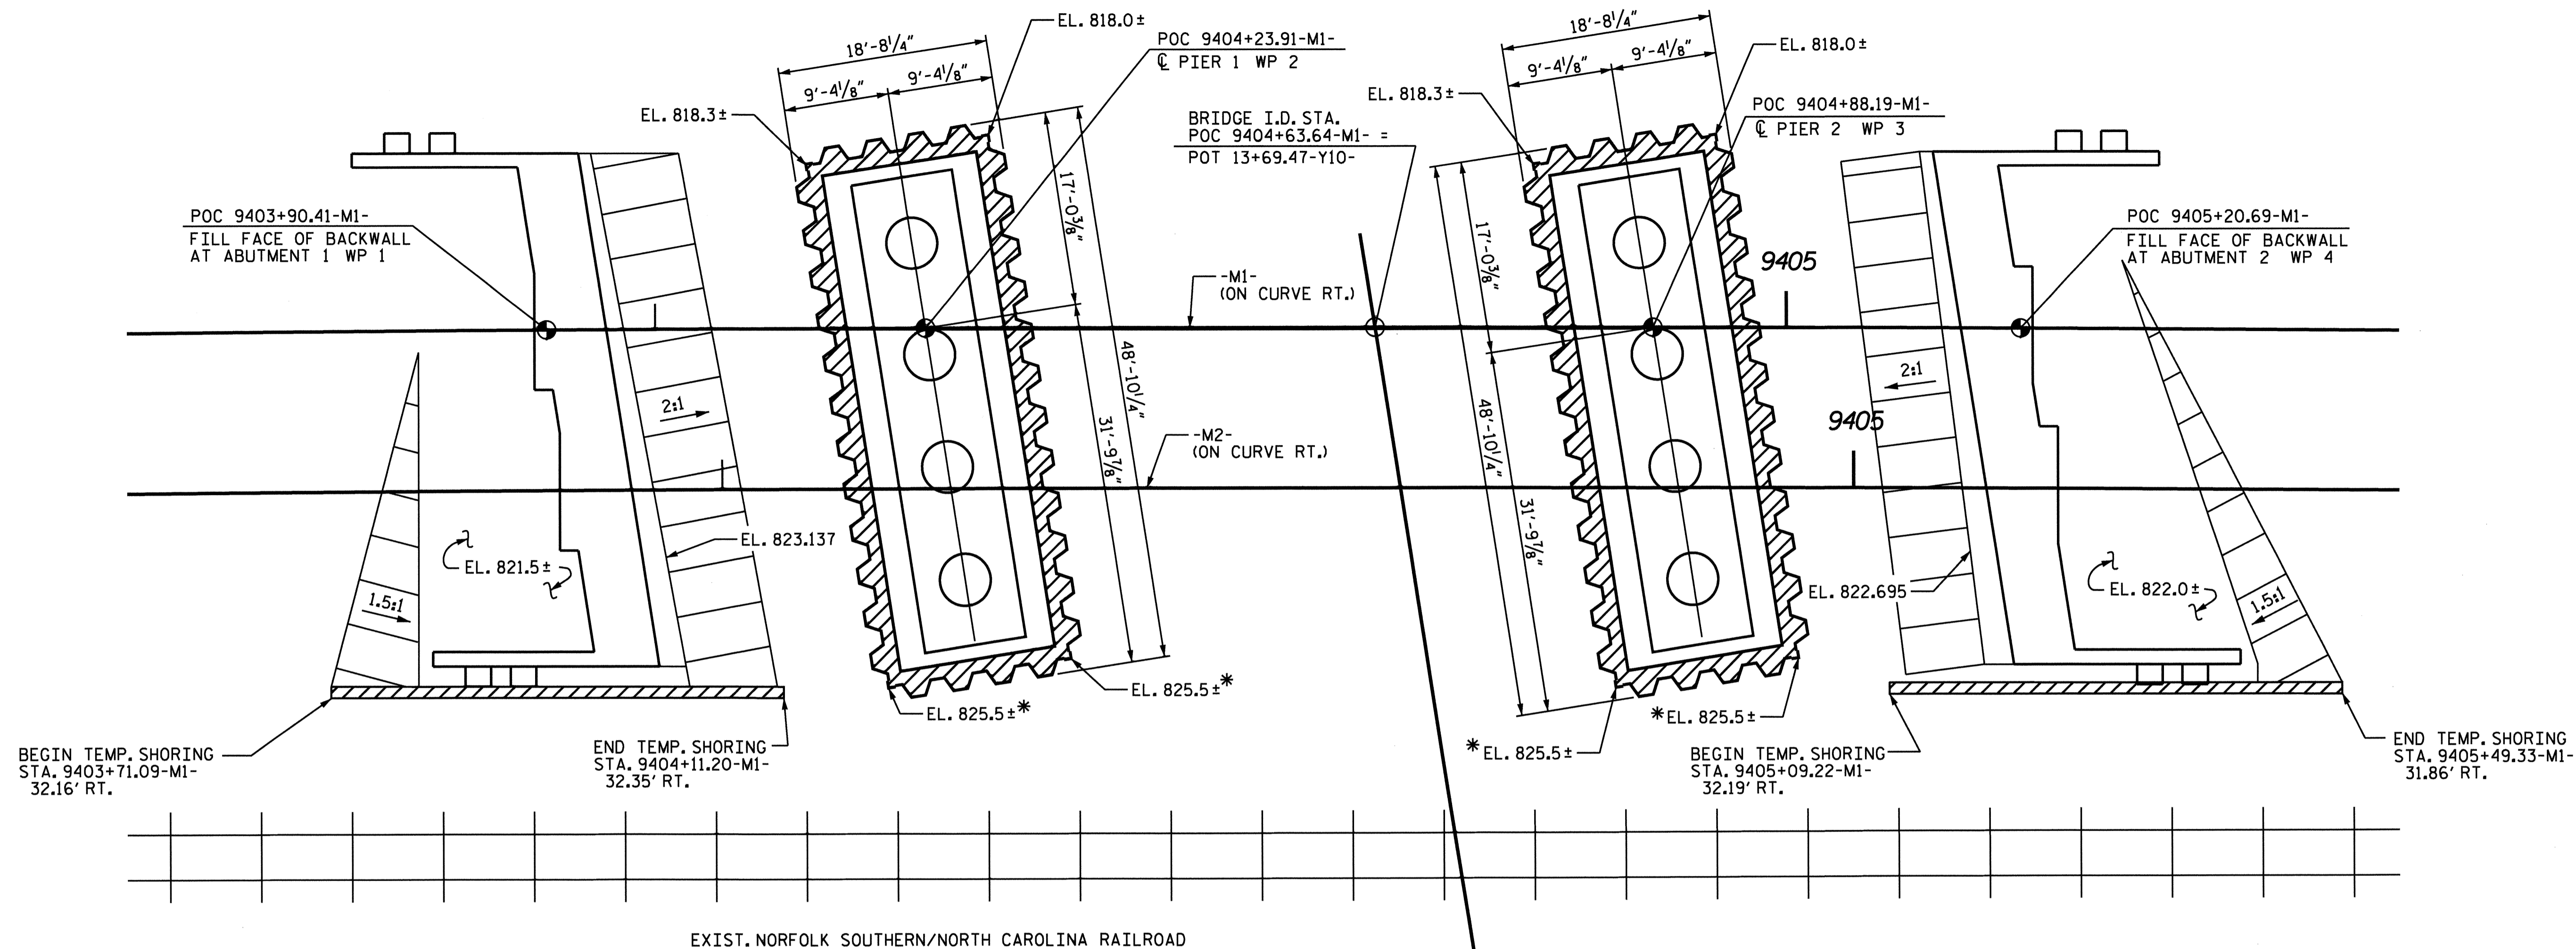 18'-8 1/4"
9'-4 1/8"
9'-4 1/8"
EL. 818.0±
POC 9404+23.91-M1-
℄ PIER 1 WP 2
EL. 818.3±
17'-0 3/8"
48'-10 1/4"
31'-9 7/8"
18'-8 1/4"
9'-4 1/8"
9'-4 1/8"
EL. 818.0±
EL. 818.3±
POC 9404+88.19-M1-
℄ PIER 2 WP 3
BRIDGE I.D. STA.
POC 9404+63.64-M1- =
POT 13+69.47-Y10-
17'-0 3/8"
48'-10 1/4"
31'-9 7/8"
POC 9403+90.41-M1-
FILL FACE OF BACKWALL
AT ABUTMENT 1 WP 1
POC 9405+20.69-M1-
FILL FACE OF BACKWALL
AT ABUTMENT 2 WP 4
9405
-M1-
(ON CURVE RT.)
2:1
2:1
9405
-M2-
(ON CURVE RT.)
EL. 823.137
EL. 821.5±
1.5:1
EL. 822.695
EL. 822.0±
1.5:1
EL. 825.5±*
EL. 825.5±*
*EL. 825.5±
*EL. 825.5±
BEGIN TEMP. SHORING
STA. 9403+71.09-M1-
32.16' RT.
END TEMP. SHORING
STA. 9404+11.20-M1-
32.35' RT.
BEGIN TEMP. SHORING
STA. 9405+09.22-M1-
32.19' RT.
END TEMP. SHORING
STA. 9405+49.33-M1-
31.86' RT.
EXIST. NORFOLK SOUTHERN/NORTH CAROLINA RAILROAD